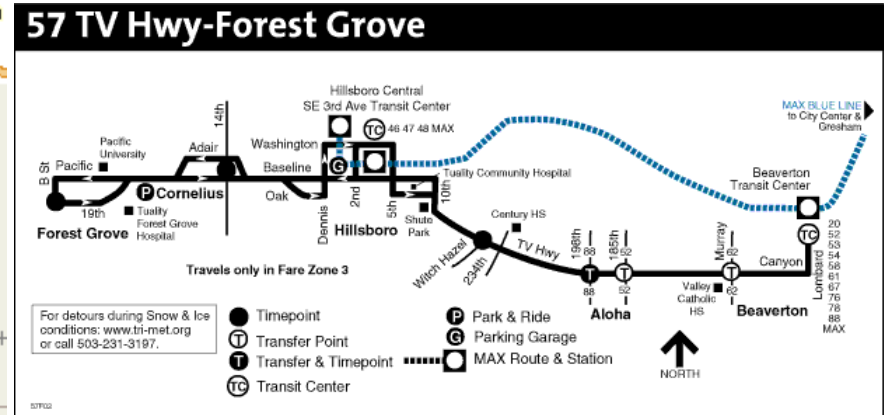 57 TV Hwy-Forest Grove
Hillsboro Central
SE 3rd Ave Transit Center
TC
46 47 48 MAX
MAX BLUE LINE
to City Center &
Gresham
14th
Adair
Washington
Pacific
University
B St
Pacific
Baseline
G
Tuality Community Hospital
Beaverton
Transit Center
P
Cornelius
Oak
Dennis
2nd
5th
10th
19th
Tuality
Forest Grove
Hospital
Forest Grove
Hillsboro
Shute
Park
Century HS
TV Hwy
Witch Hazel
234th
198th
88
T
88
185th
52
T
52
Murray
62
T
62
Canyon
TC
Lombard
20
52
53
54
58
61
67
76
78
88
MAX
Travels only in Fare Zone 3
Valley
Catholic
HS
Aloha
Beaverton
For detours during Snow & Ice
conditions: www.tri-met.org
or call 503-231-3197.
Timepoint
T Transfer Point
T Transfer & Timepoint
TC Transit Center
P Park & Ride
G Parking Garage
MAX Route & Station
NORTH